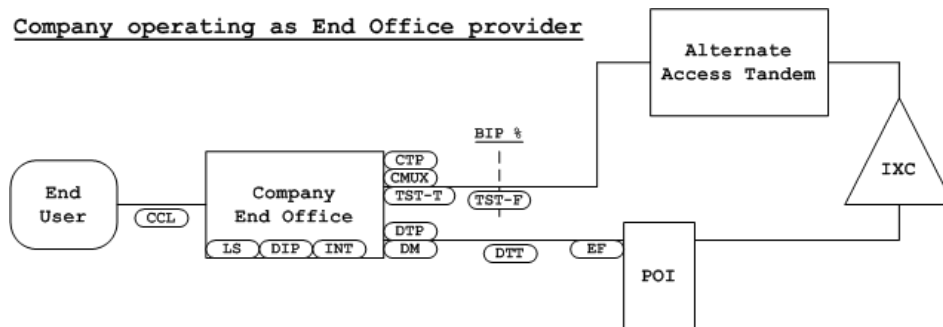 Company operating as End Office provider
Alternate
Access Tandem
BIP %
CTP
CMUX
TST-T
TST-F
IXC
End
User
CCL
Company
End Office
LS
DIP
INT
DTP
DM
DTT
EF
POI